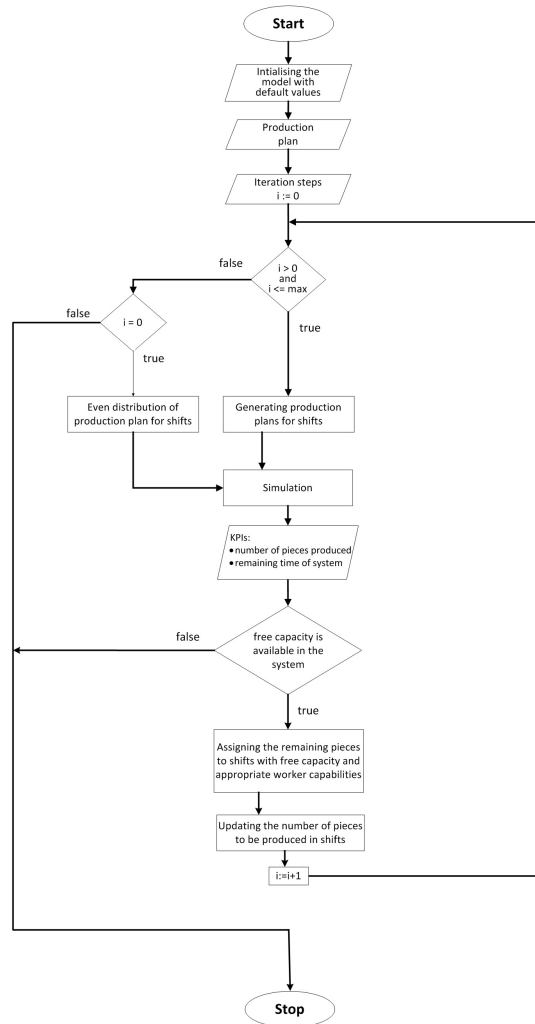 Start
Intialising the
model with
default values
Production
plan
Iteration steps
i := 0
false
i > 0
and
i <= max
false
i = 0
true
true
Even distribution of
production plan for shifts
Generating production
plans for shifts
Simulation
KPIs:
• number of pieces produced
• remaining time of system
false
free capacity is
available in the
system
true
Assigning the remaining pieces
to shifts with free capacity and
appropriate worker capabilities
Updating the number of pieces
to be produced in shifts
i:=i+1
Stop